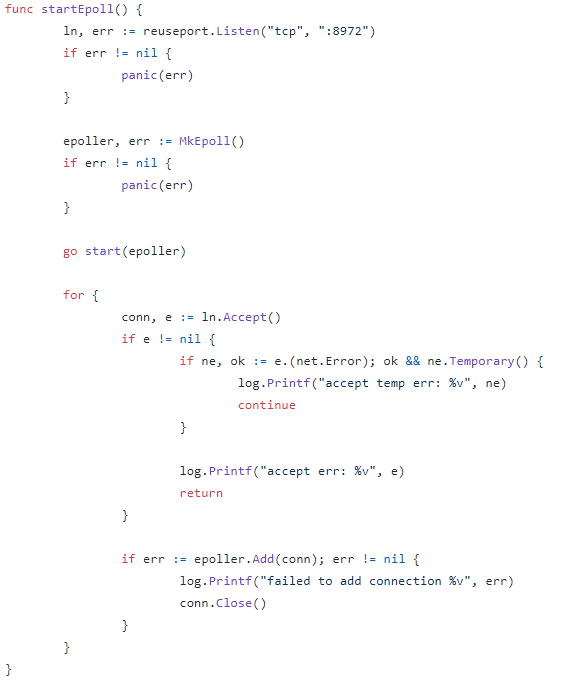 func startEpoll() {
        ln, err := reuseport.Listen("tcp", ":8972")
        if err != nil {
                panic(err)
        }

        epoller, err := MkEpoll()
        if err != nil {
                panic(err)
        }

        go start(epoller)

        for {
                conn, e := ln.Accept()
                if e != nil {
                        if ne, ok := e.(net.Error); ok && ne.Temporary() {
                                log.Printf("accept temp err: %v", ne)
                                continue
                        }

                        log.Printf("accept err: %v", e)
                        return
                }

                if err := epoller.Add(conn); err != nil {
                        log.Printf("failed to add connection %v", err)
                        conn.Close()
                }
        }
}